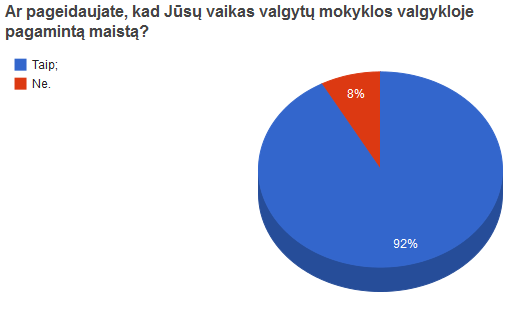 Ar pageidaujate, kad Jūsų vaikas valgytų mokyklos valgykloje
pagamintą maistą?
Taip;
Ne.
8%
92%